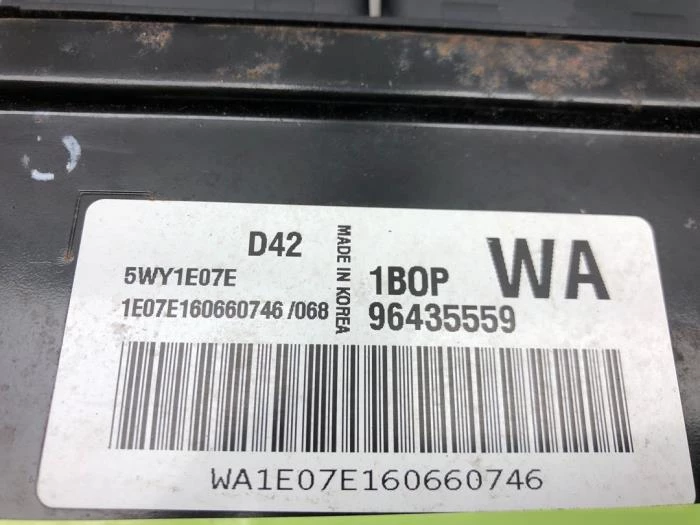 D42
5WY1E07E
1E07E160660746 /068
MADE IN KOREA
1BOP
WA
96435559
WA1E07E160660746